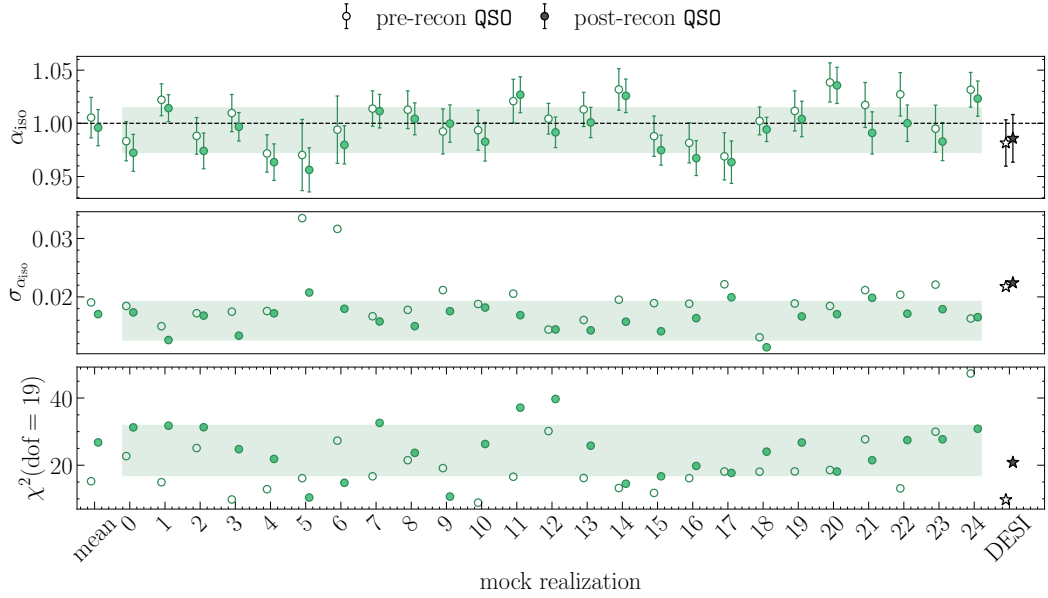 pre-recon QSO post-recon QSO
α_iso
1.05
1.00
0.95
σ_α_iso
0.03
0.02
χ²(dof = 19)
40
20
mean 0 1 2 3 4 5 6 7 8 9 10 11 12 13 14 15 16 17 18 19 20 21 22 23 24 DESI
mock realization